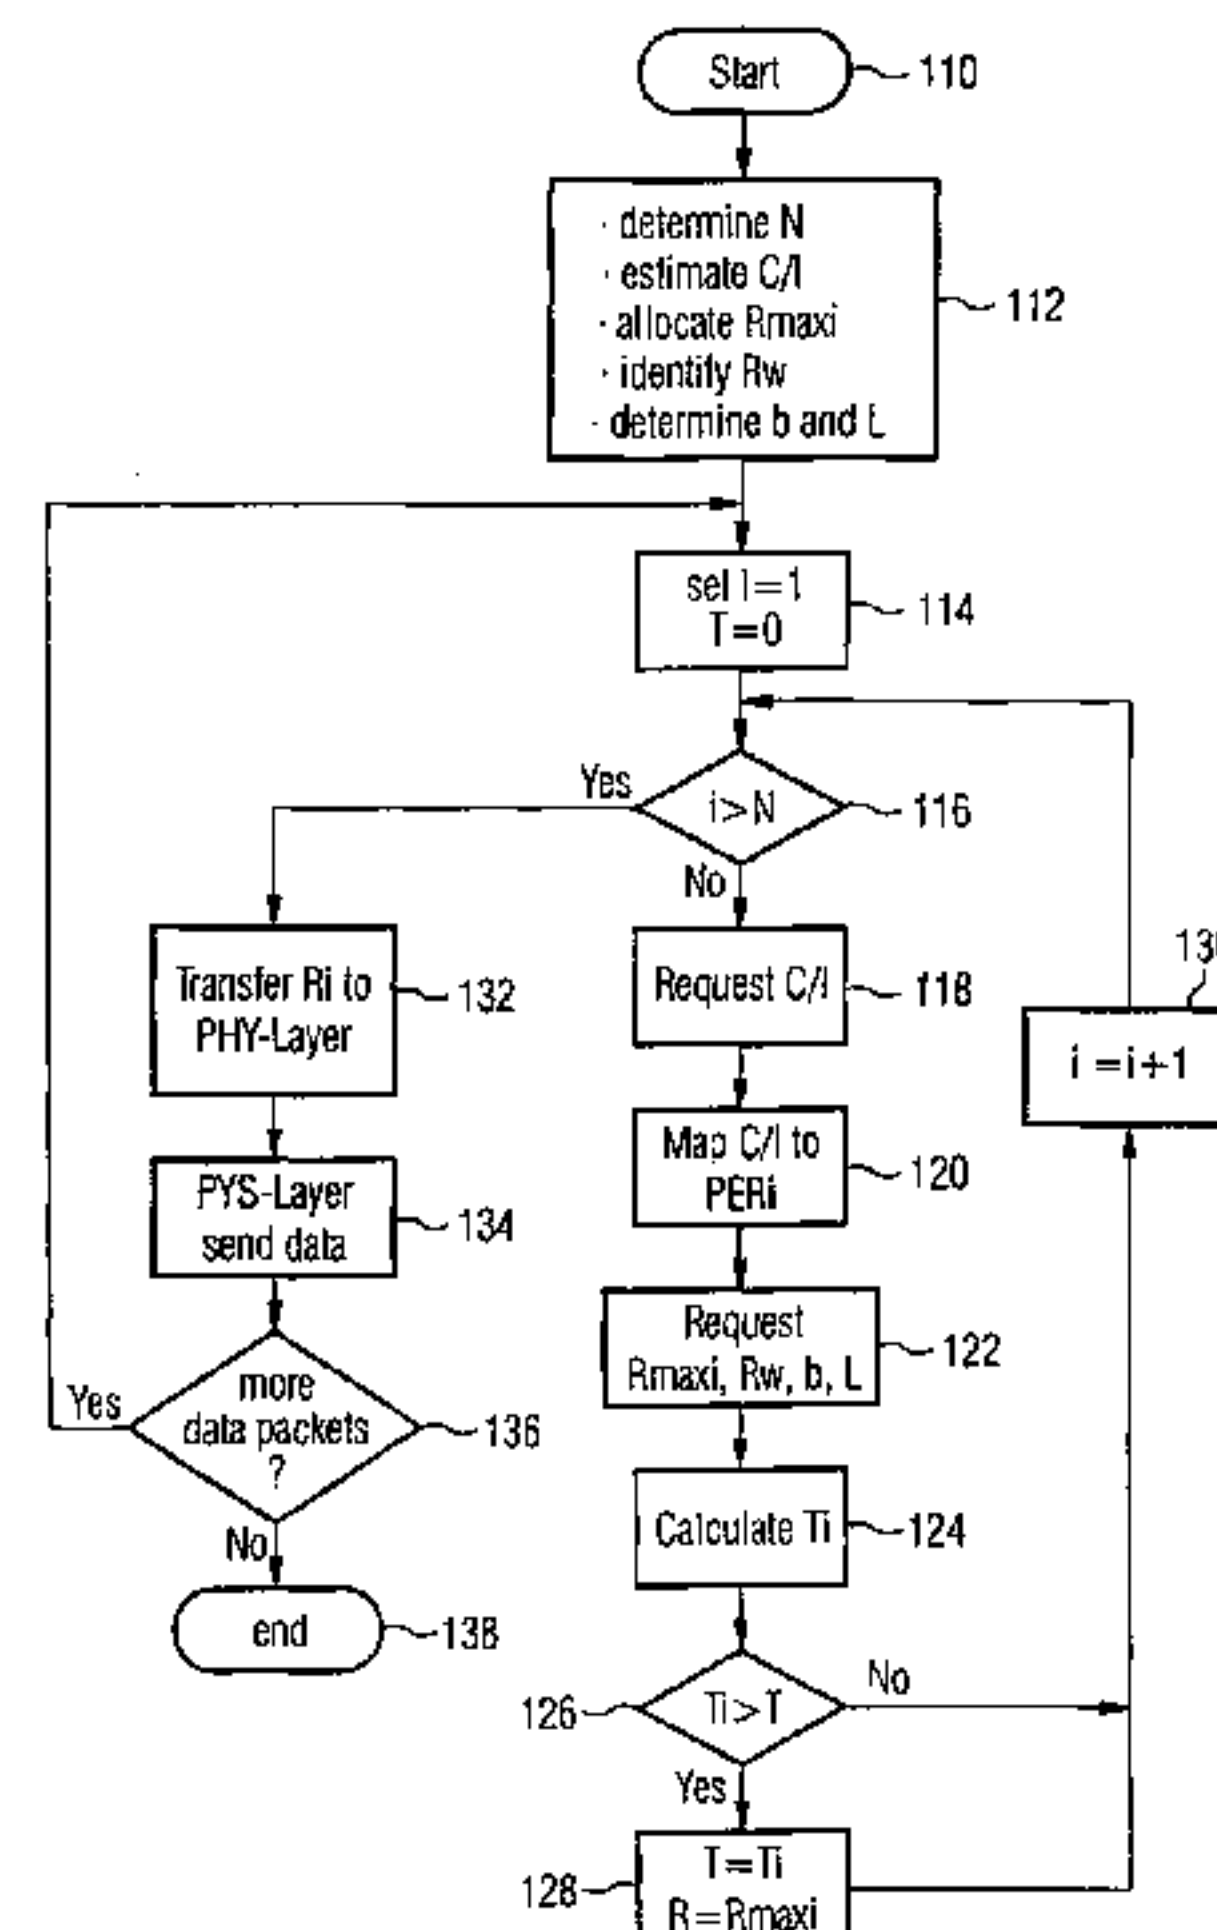 Start
110
· determine N
· estimate C/I
· allocate Rmaxi
· identify Rw
· determine b and L
112
set i=1
T=0
114
i>N
116
Yes
No
Request C/I
118
Map C/I to
PERi
120
Request
Rmaxi, Rw, b, L
122
Calculate Ti
124
Ti>T
126
No
Yes
T=Ti
R=Rmaxi
128
i=i+1
Transfer Ri to
PHY-Layer
132
PYS-Layer
send data
134
more
data packets
?
136
Yes
No
end
138